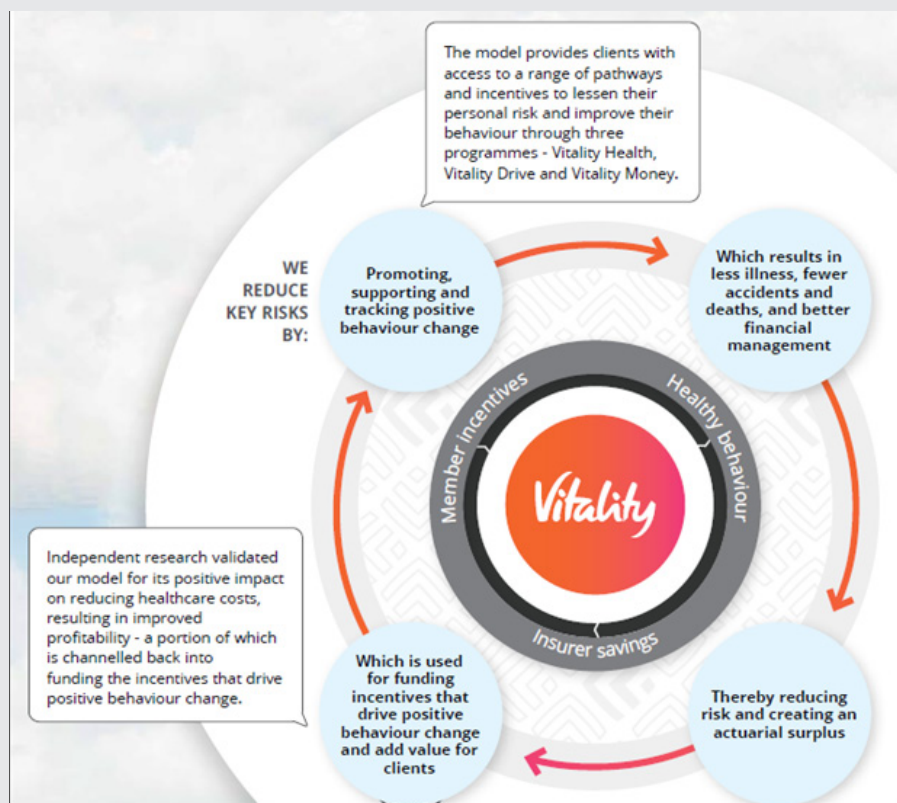 The model provides clients with
access to a range of pathways
and incentives to lessen their
personal risk and improve their
behaviour through three
programmes - Vitality Health,
Vitality Drive and Vitality Money.
WE
REDUCE
KEY RISKS
BY:
Promoting,
supporting and
tracking positive
behaviour change
Which results in
less illness, fewer
accidents and
deaths, and better
financial
management
Member incentives
Healthy behaviour
Vitality
Insurer savings
Independent research validated
our model for its positive impact
on reducing healthcare costs,
resulting in improved
profitability - a portion of which
is channelled back into
funding the incentives that drive
positive behaviour change.
Which is used
for funding
incentives that
drive positive
behaviour change
and add value for
clients
Thereby reducing
risk and creating an
actuarial surplus